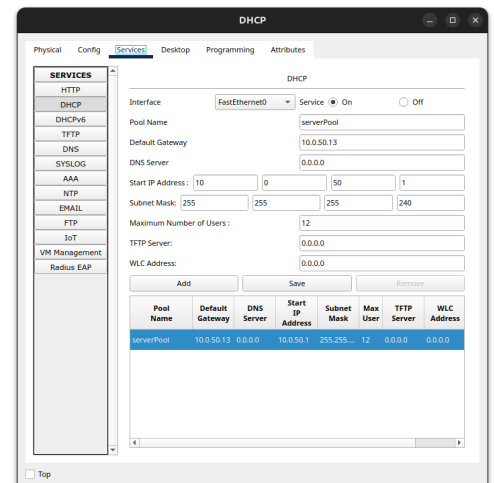 DHCP
Physical Config Services Desktop Programming Attributes
SERVICES
HTTP
DHCP
DHCPv6
TFTP
DNS
SYSLOG
AAA
NTP
EMAIL
FTP
IoT
VM Management
Radius EAP
DHCP
Interface FastEthernet0 Service On Off
Pool Name serverPool
Default Gateway 10.0.50.13
DNS Server 0.0.0.0
Start IP Address : 10 0 50 1
Subnet Mask: 255 255 255 240
Maximum Number of Users : 12
TFTP Server: 0.0.0.0
WLC Address: 0.0.0.0
Add Save Remove
Pool Name Default Gateway DNS Server Start IP Address Subnet Mask Max User TFTP Server WLC Address
serverPool 10.0.50.13 0.0.0.0 10.0.50.1 255.255.... 12 0.0.0.0 0.0.0.0
Top